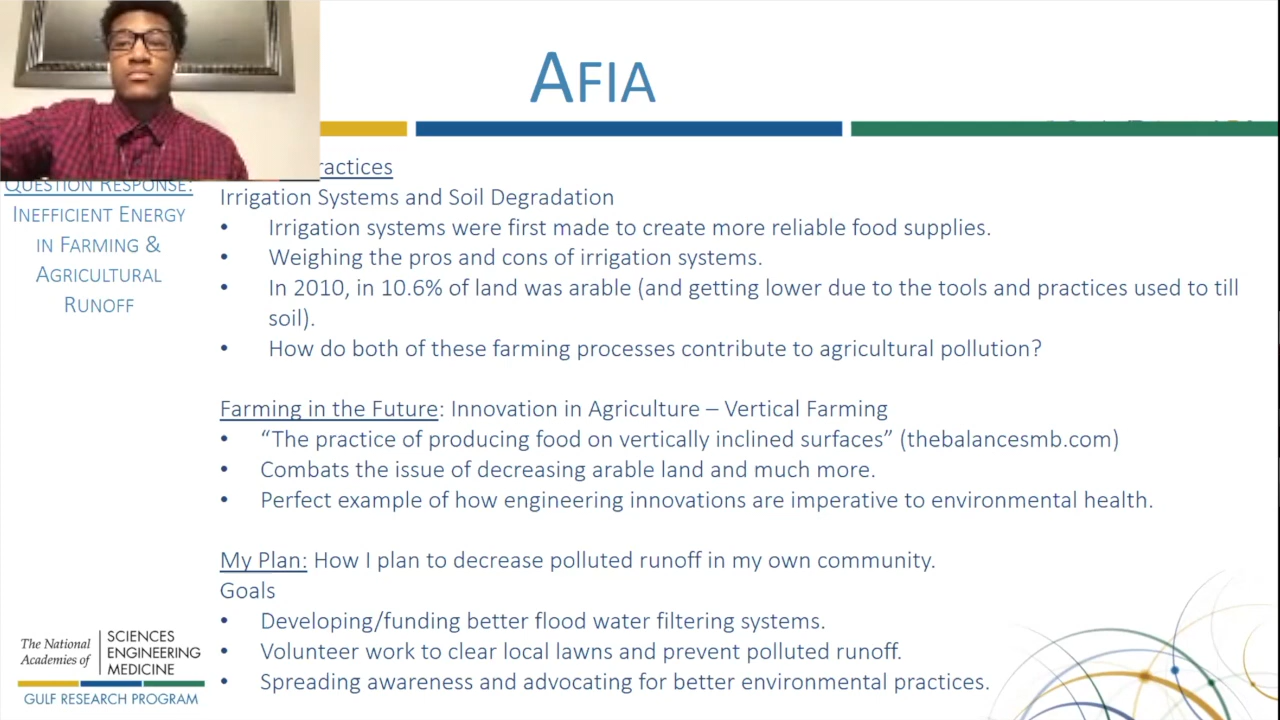 AFIA
ractices
QUESTION RESPONSE:
INEFFICIENT ENERGY
IN FARMING &
AGRICULTURAL
RUNOFF
Irrigation Systems and Soil Degradation
• Irrigation systems were first made to create more reliable food supplies.
• Weighing the pros and cons of irrigation systems.
• In 2010, in 10.6% of land was arable (and getting lower due to the tools and practices used to till
soil).
• How do both of these farming processes contribute to agricultural pollution?
Farming in the Future: Innovation in Agriculture – Vertical Farming
• “The practice of producing food on vertically inclined surfaces” (thebalancesmb.com)
• Combats the issue of decreasing arable land and much more.
• Perfect example of how engineering innovations are imperative to environmental health.
My Plan: How I plan to decrease polluted runoff in my own community.
Goals
• Developing/funding better flood water filtering systems.
• Volunteer work to clear local lawns and prevent polluted runoff.
• Spreading awareness and advocating for better environmental practices.
The National
Academies of
SCIENCES
ENGINEERING
MEDICINE
GULF RESEARCH PROGRAM